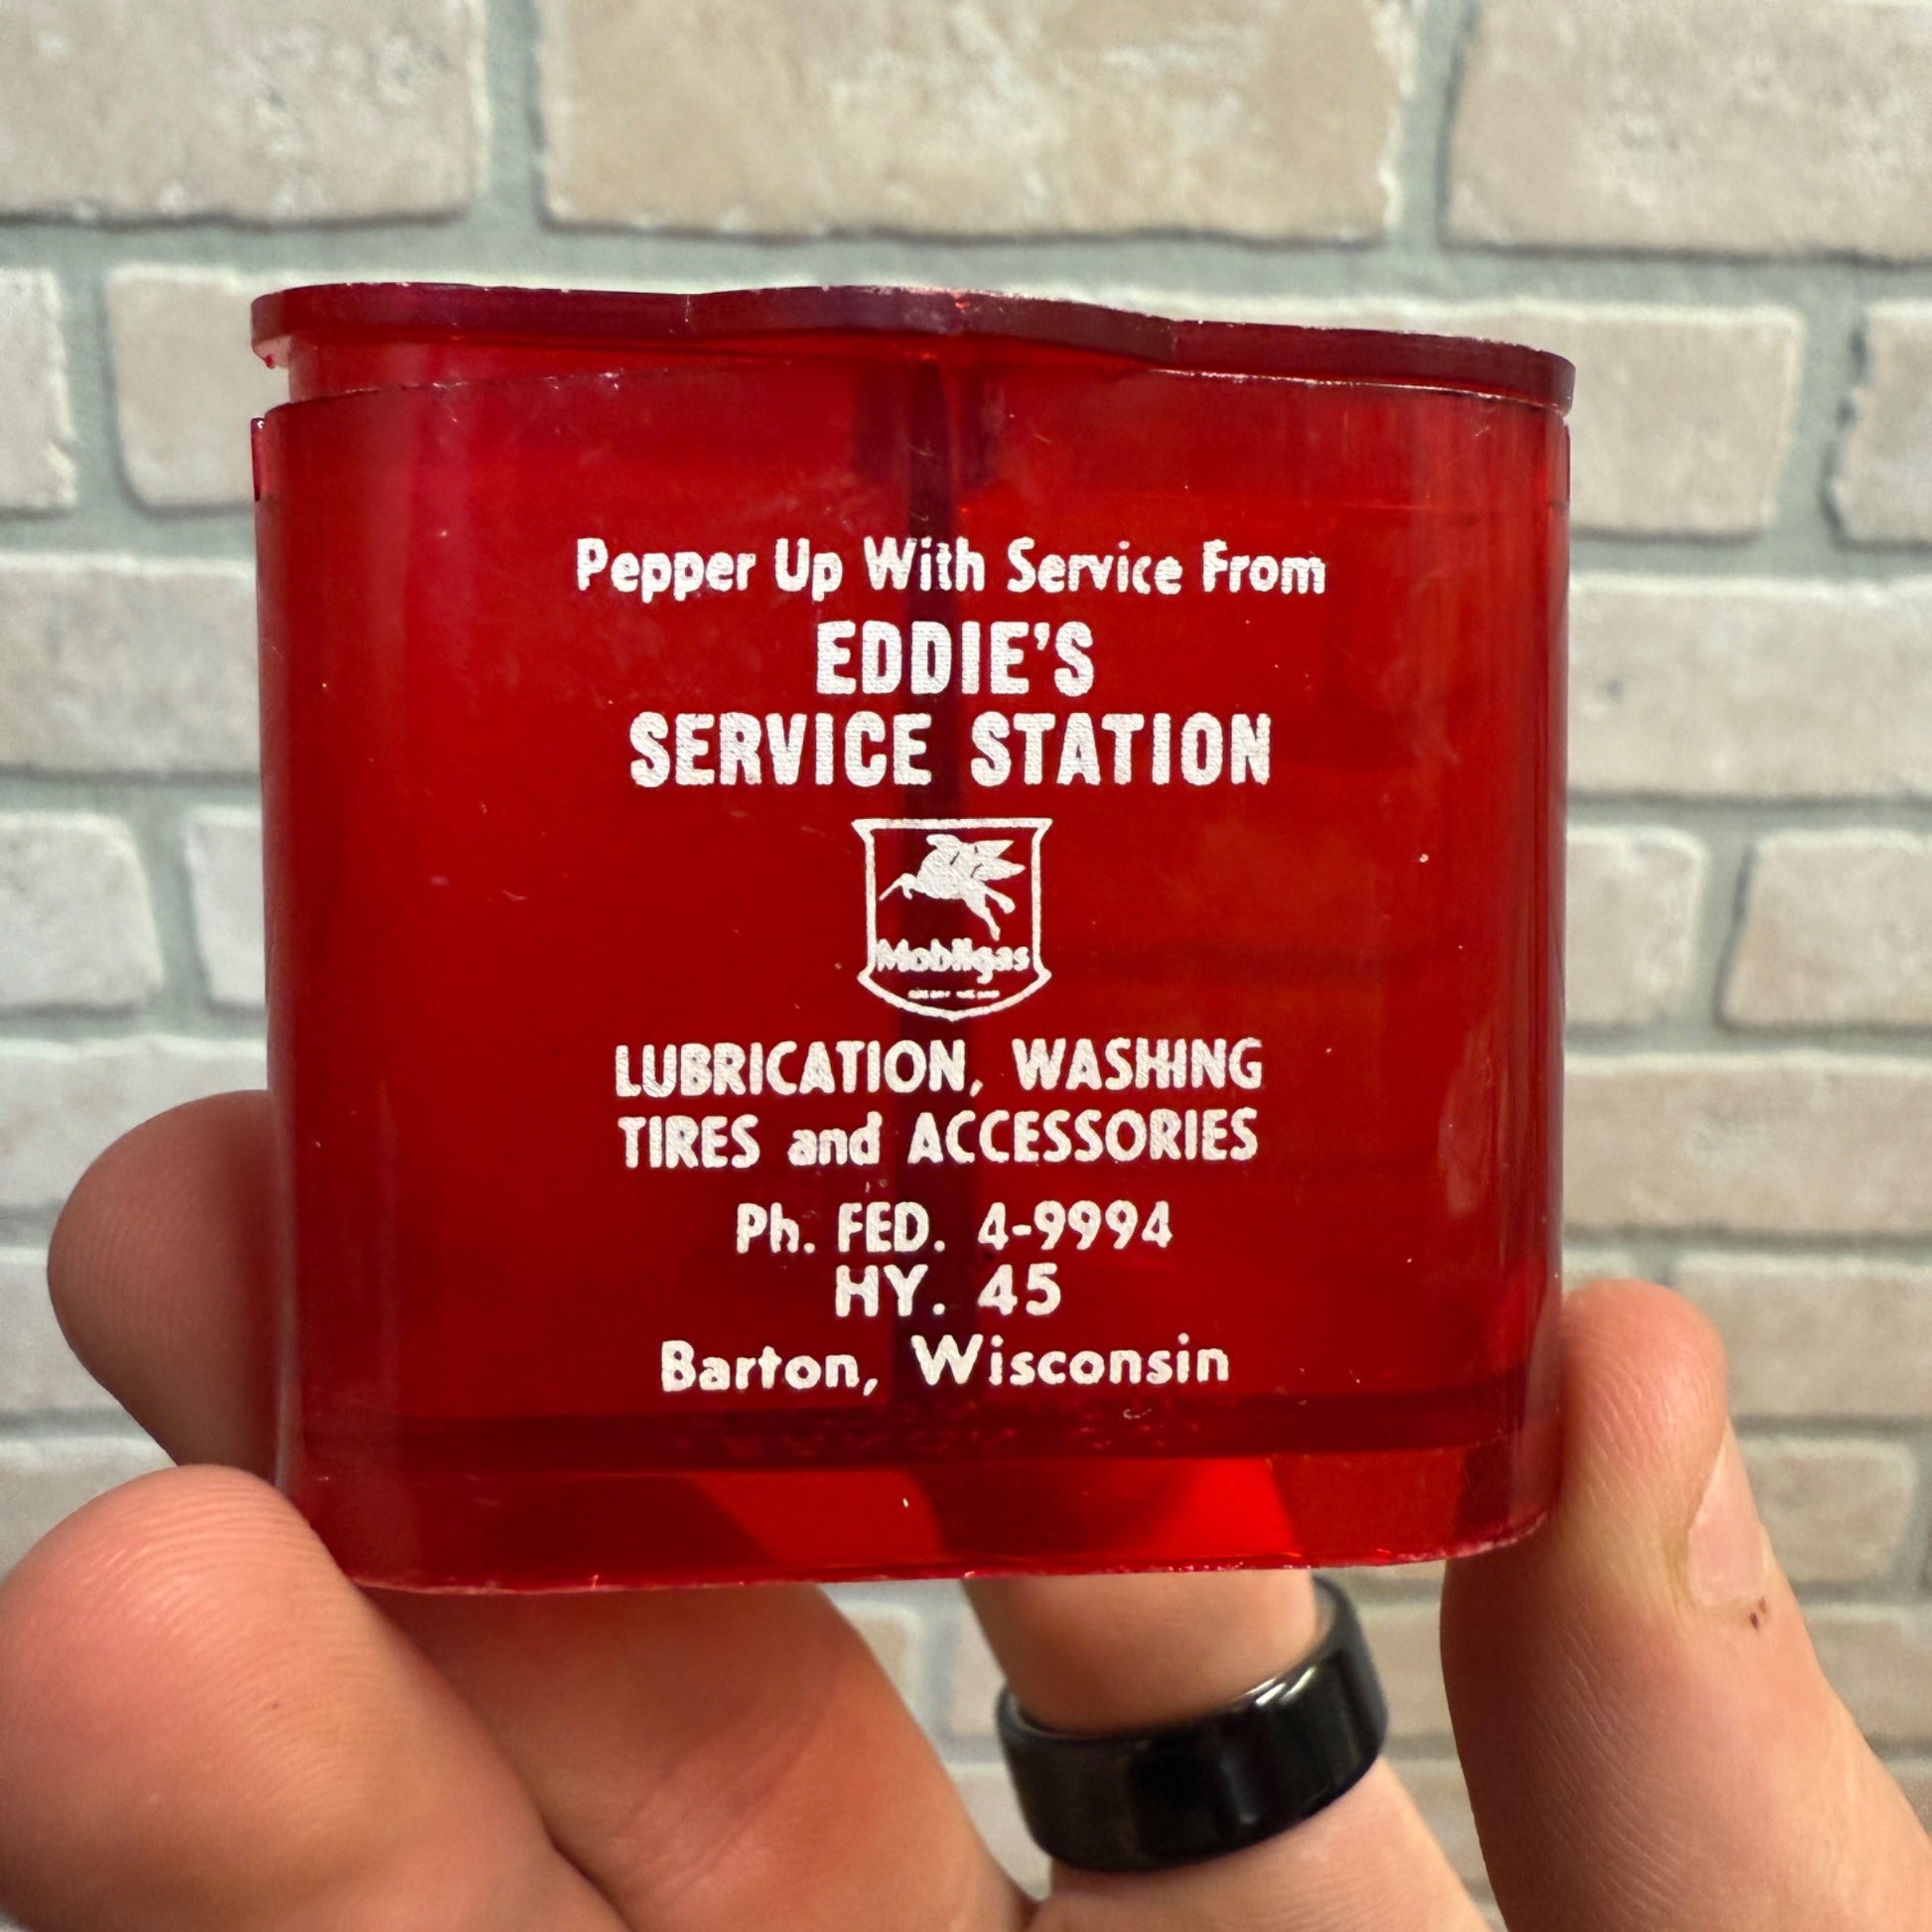 Pepper Up With Service From
EDDIE'S
SERVICE STATION
Mobilgas
LUBRICATION, WASHING
TIRES and ACCESSORIES
Ph. FED. 4-9994
HY. 45
Barton, Wisconsin